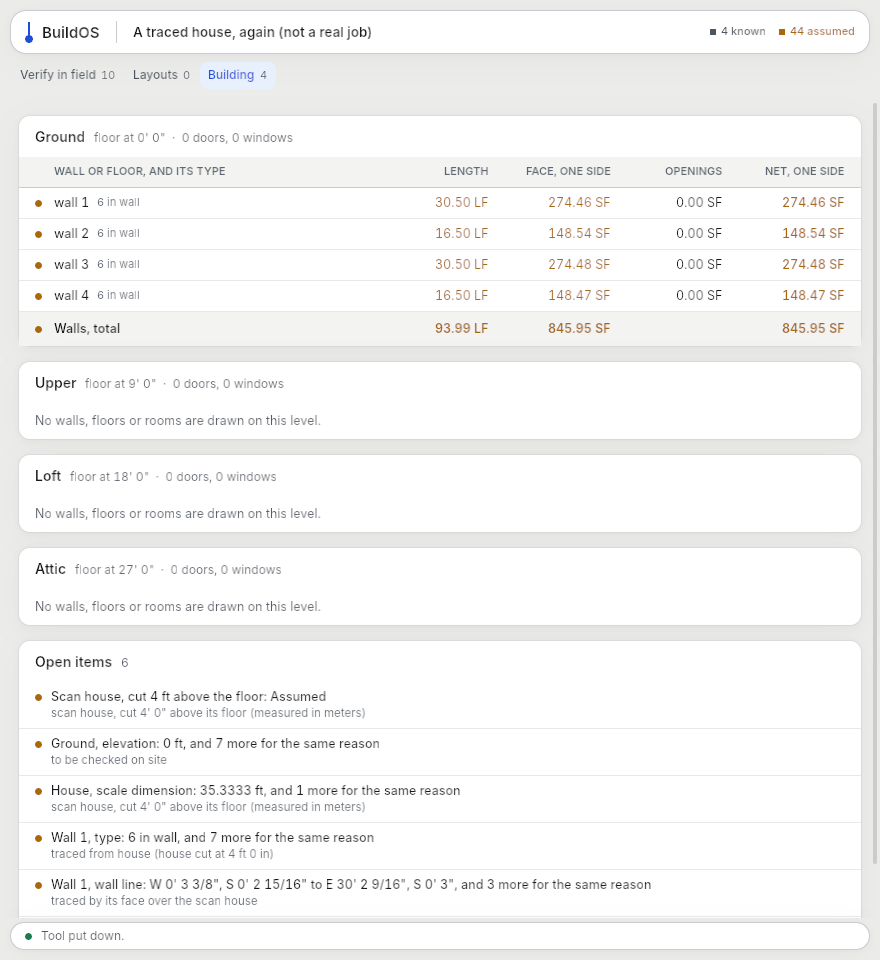 BuildOS
A traced house, again (not a real job)
4 known
44 assumed
Verify in field 10
Layouts 0
Building 4
Ground floor at 0' 0" · 0 doors, 0 windows
WALL OR FLOOR, AND ITS TYPE LENGTH FACE, ONE SIDE OPENINGS NET, ONE SIDE
wall 1 6 in wall 30.50 LF 274.46 SF 0.00 SF 274.46 SF
wall 2 6 in wall 16.50 LF 148.54 SF 0.00 SF 148.54 SF
wall 3 6 in wall 30.50 LF 274.48 SF 0.00 SF 274.48 SF
wall 4 6 in wall 16.50 LF 148.47 SF 0.00 SF 148.47 SF
Walls, total 93.99 LF 845.95 SF 845.95 SF
Upper floor at 9' 0" · 0 doors, 0 windows
No walls, floors or rooms are drawn on this level.
Loft floor at 18' 0" · 0 doors, 0 windows
No walls, floors or rooms are drawn on this level.
Attic floor at 27' 0" · 0 doors, 0 windows
No walls, floors or rooms are drawn on this level.
Open items 6
Scan house, cut 4 ft above the floor: Assumed
scan house, cut 4' 0" above its floor (measured in meters)
Ground, elevation: 0 ft, and 7 more for the same reason
to be checked on site
House, scale dimension: 35.3333 ft, and 1 more for the same reason
scan house, cut 4' 0" above its floor (measured in meters)
Wall 1, type: 6 in wall, and 7 more for the same reason
traced from house (house cut at 4 ft 0 in)
Wall 1, wall line: W 0' 3 3/8", S 0' 2 15/16" to E 30' 2 9/16", S 0' 3", and 3 more for the same reason
traced by its face over the scan house
Tool put down.